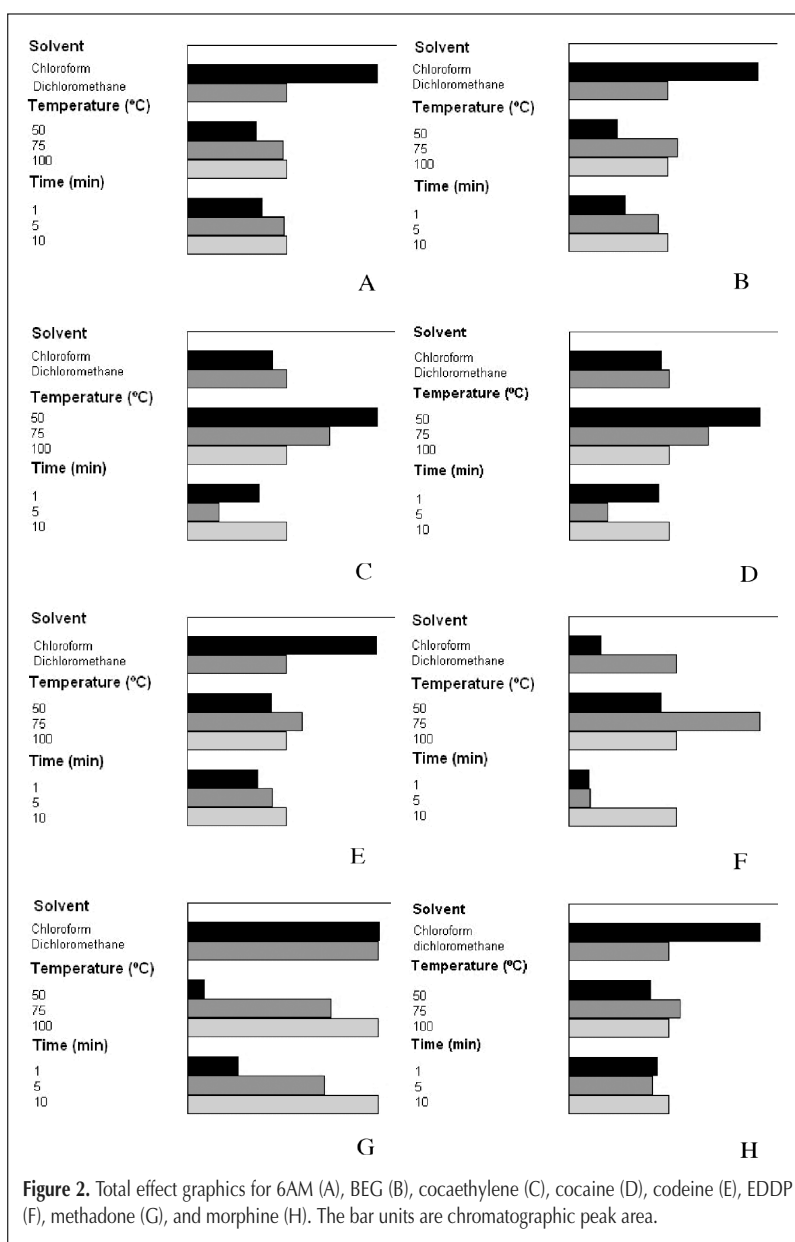 Solvent
Chloroform
Dichloromethane
Temperature (ºC)
50
75
100
Time (min)
1
5
10
A
Solvent
Chloroform
Dichloromethane
Temperature (ºC)
50
75
100
Time (min)
1
5
10
B
Solvent
Chloroform
Dichloromethane
Temperature (ºC)
50
75
100
Time (min)
1
5
10
C
Solvent
Chloroform
Dichloromethane
Temperature (ºC)
50
75
100
Time (min)
1
5
10
D
Solvent
Chloroform
Dichloromethane
Temperature (ºC)
50
75
100
Time (min)
1
5
10
E
Solvent
Chloroform
Dichloromethane
Temperature (ºC)
50
75
100
Time (min)
1
5
10
F
Solvent
Chloroform
Dichloromethane
Temperature (ºC)
50
75
100
Time (min)
1
5
10
G
Solvent
Chloroform
dichloromethane
Temperature (ºC)
50
75
100
Time (min)
1
5
10
H
Figure 2. Total effect graphics for 6AM (A), BEG (B), cocaethylene (C), cocaine (D), codeine (E), EDDP
(F), methadone (G), and morphine (H). The bar units are chromatographic peak area.